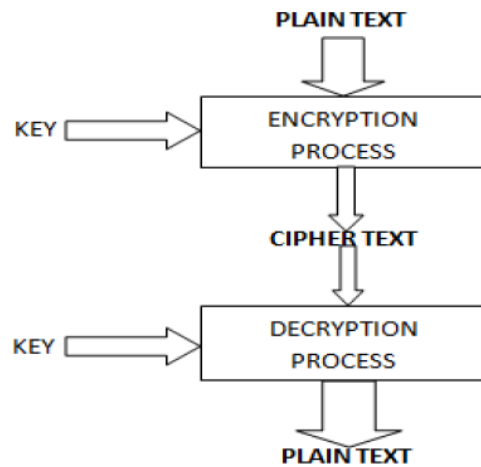 PLAIN TEXT
KEY
ENCRYPTION
PROCESS
CIPHER TEXT
KEY
DECRYPTION
PROCESS
PLAIN TEXT